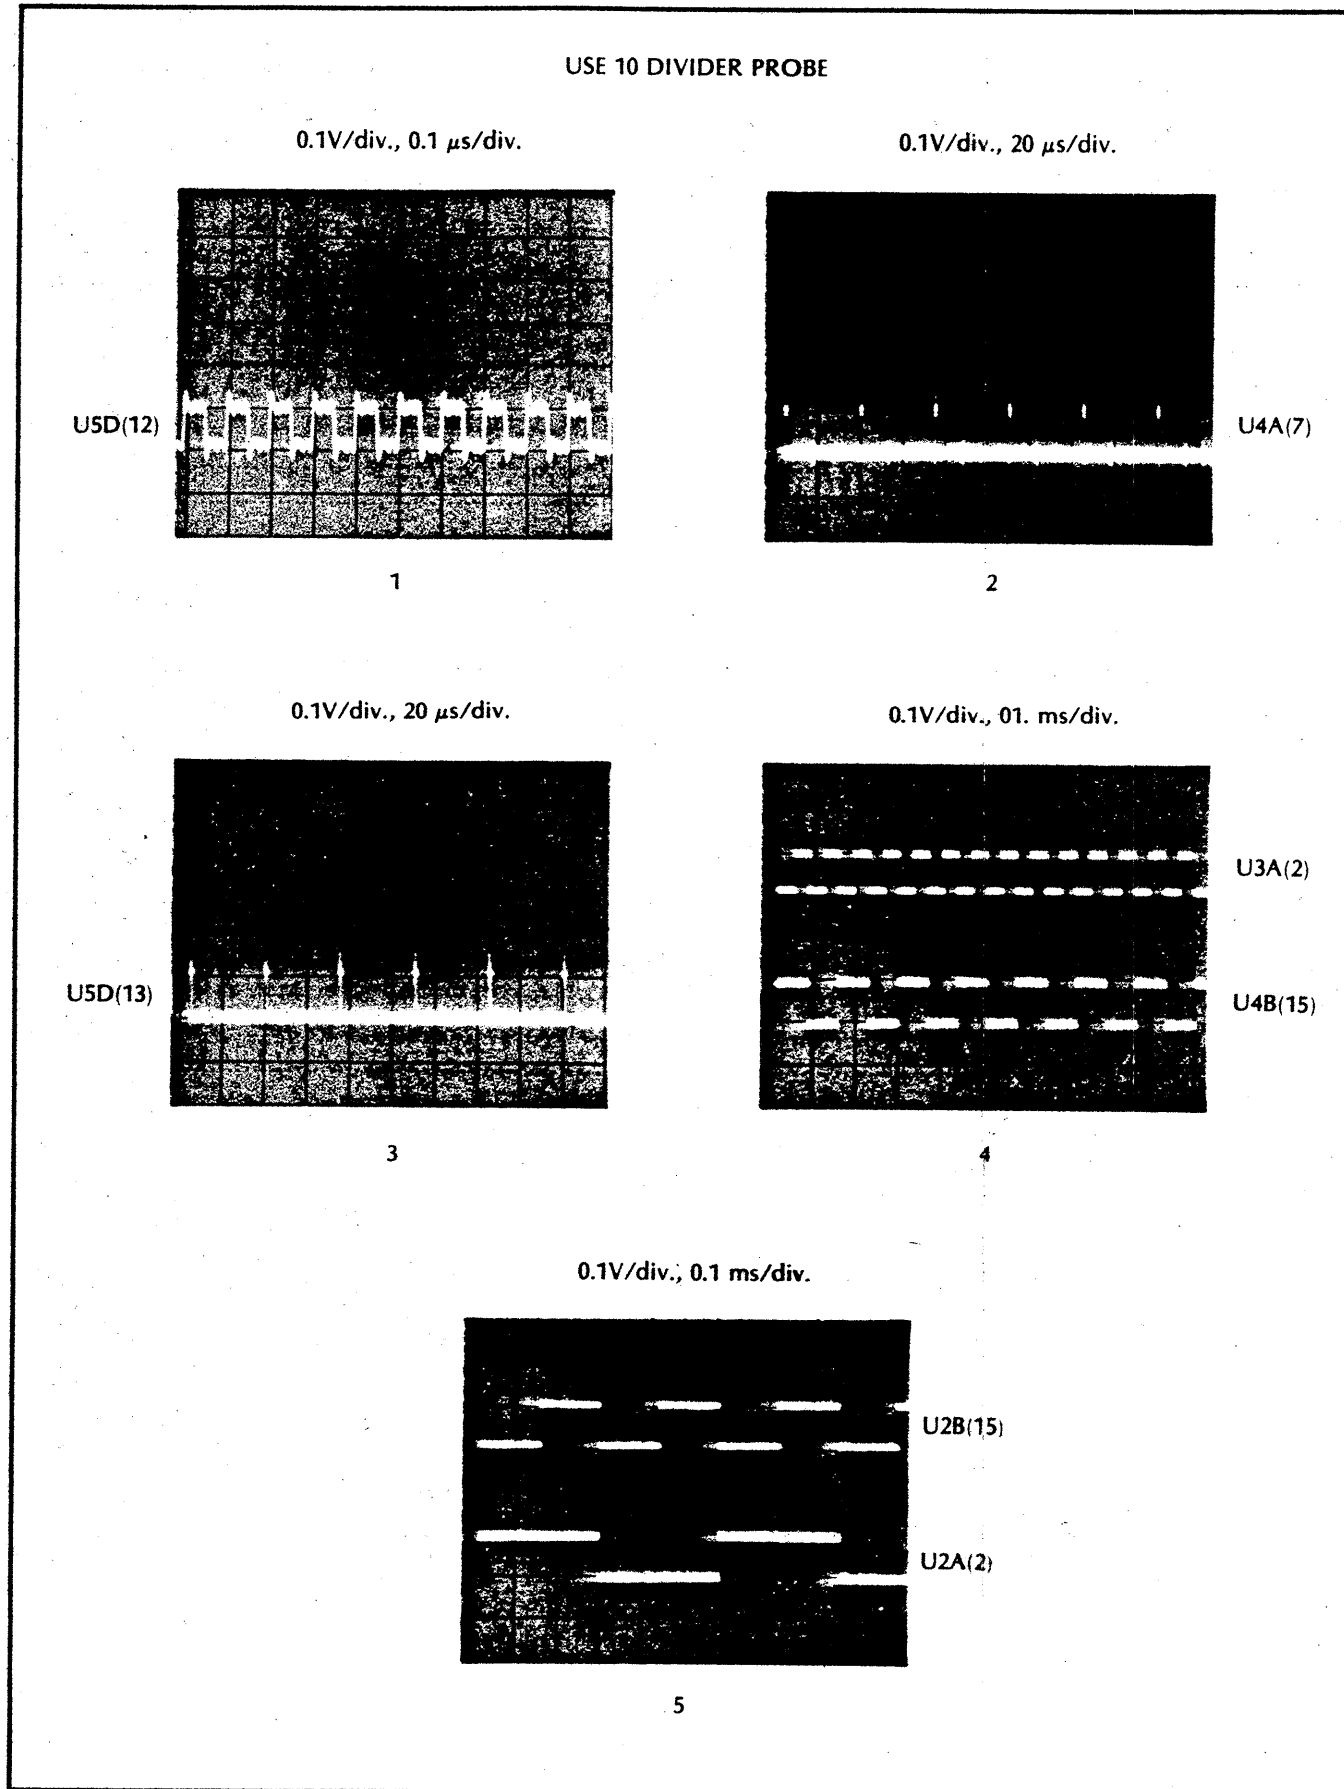 USE 10 DIVIDER PROBE
0.1V/div., 0.1 μs/div.
U5D(12)
1
0.1V/div., 20 μs/div.
U4A(7)
2
0.1V/div., 20 μs/div.
U5D(13)
3
0.1V/div., 01. ms/div.
U3A(2)
U4B(15)
4
0.1V/div., 0.1 ms/div.
U2B(15)
U2A(2)
5